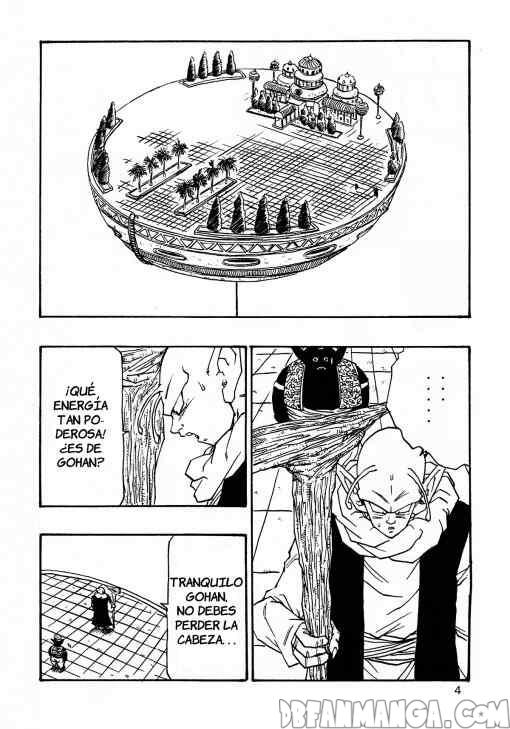 ¡QUÉ
ENERGÍA
TAN PO-
DEROSA!
¿ES DE
GOHAN?
. . . . .
TRANQUILO
GOHAN,
NO DEBES
PERDER LA
CABEZA...
4
DBFANMANGA.COM